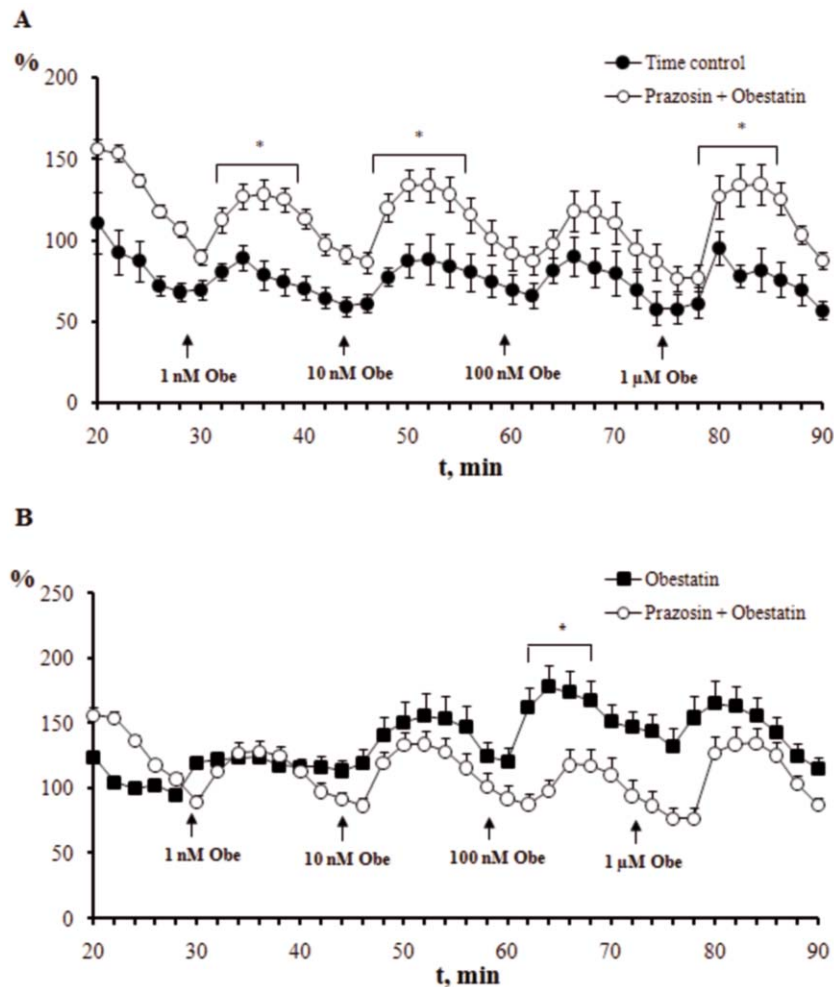 A
%
Time control
Prazosin + Obestatin
200
150
100
50
0
*
*
*
1 nM Obe
10 nM Obe
100 nM Obe
1 µM Obe
20 30 40 50 60 70 80 90
t, min
B
%
Obestatin
Prazosin + Obestatin
250
200
150
100
50
0
*
1 nM Obe
10 nM Obe
100 nM Obe
1 µM Obe
20 30 40 50 60 70 80 90
t, min